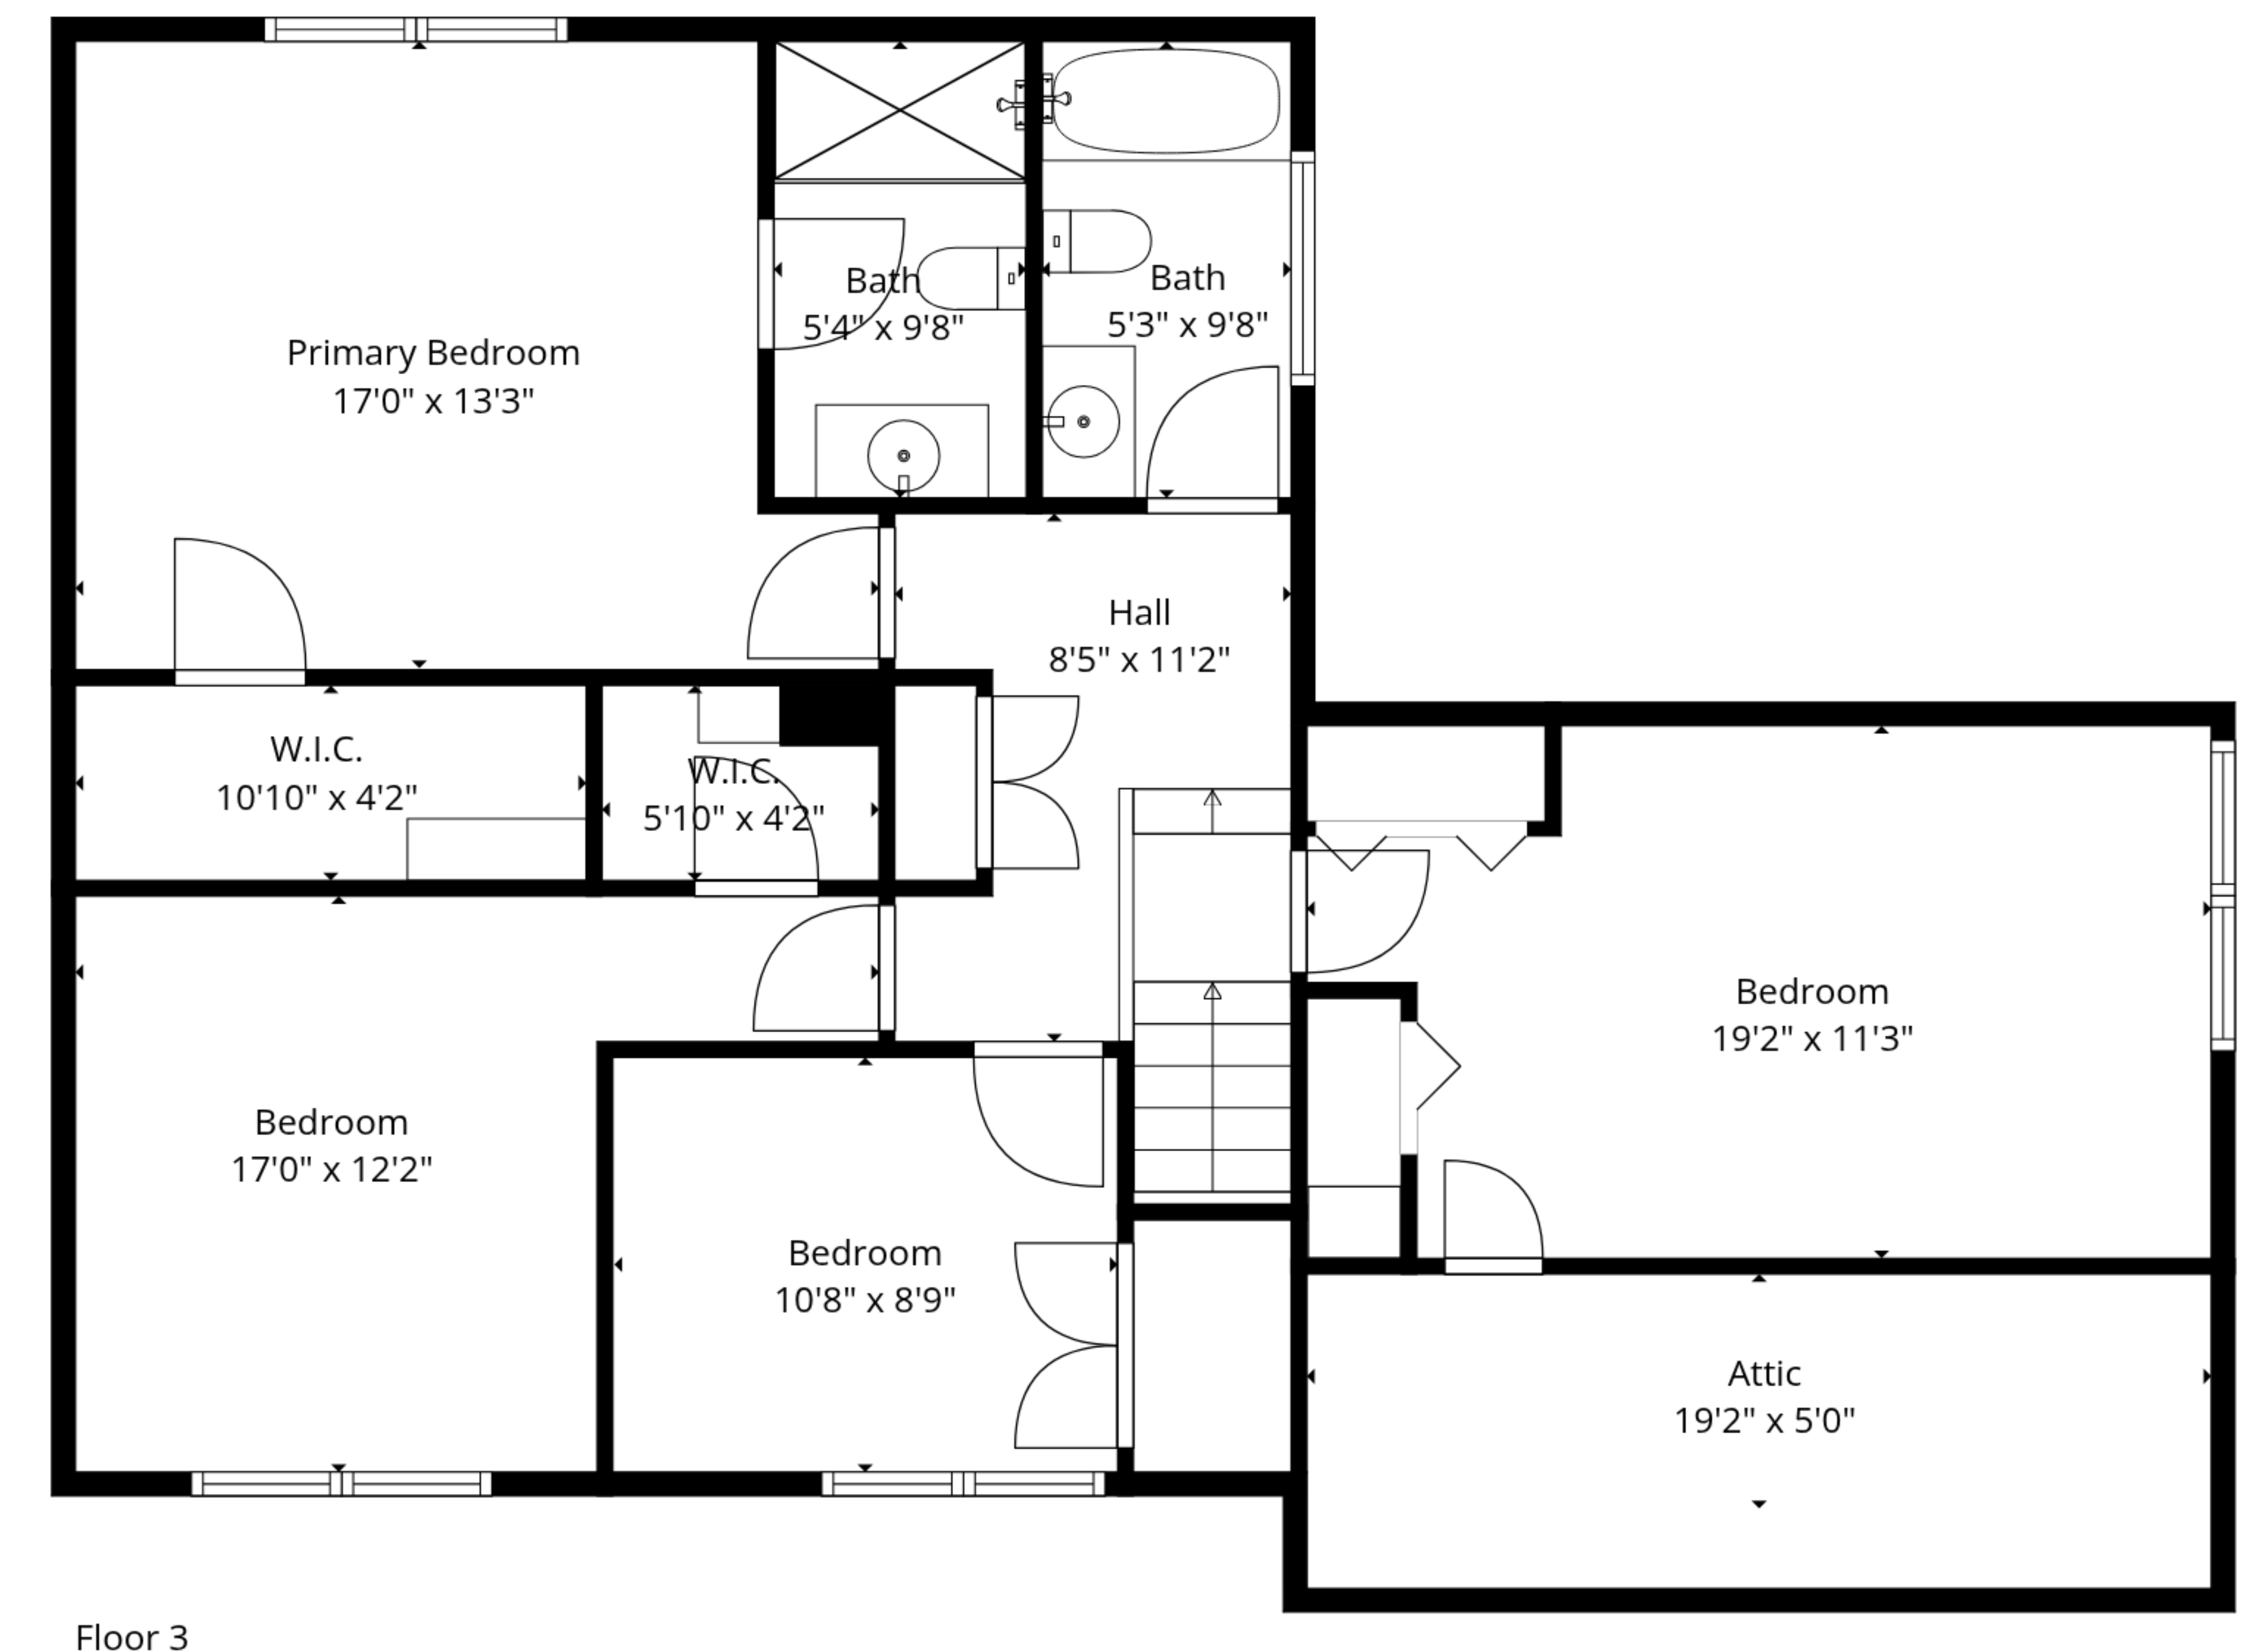 Primary Bedroom
17'0" x 13'3"
Bath
5'4" x 9'8"
Bath
5'3" x 9'8"
Hall
8'5" x 11'2"
W.I.C.
10'10" x 4'2"
W.I.C.
5'10" x 4'2"
Bedroom
19'2" x 11'3"
Bedroom
17'0" x 12'2"
Bedroom
10'8" x 8'9"
Attic
19'2" x 5'0"
Floor 3